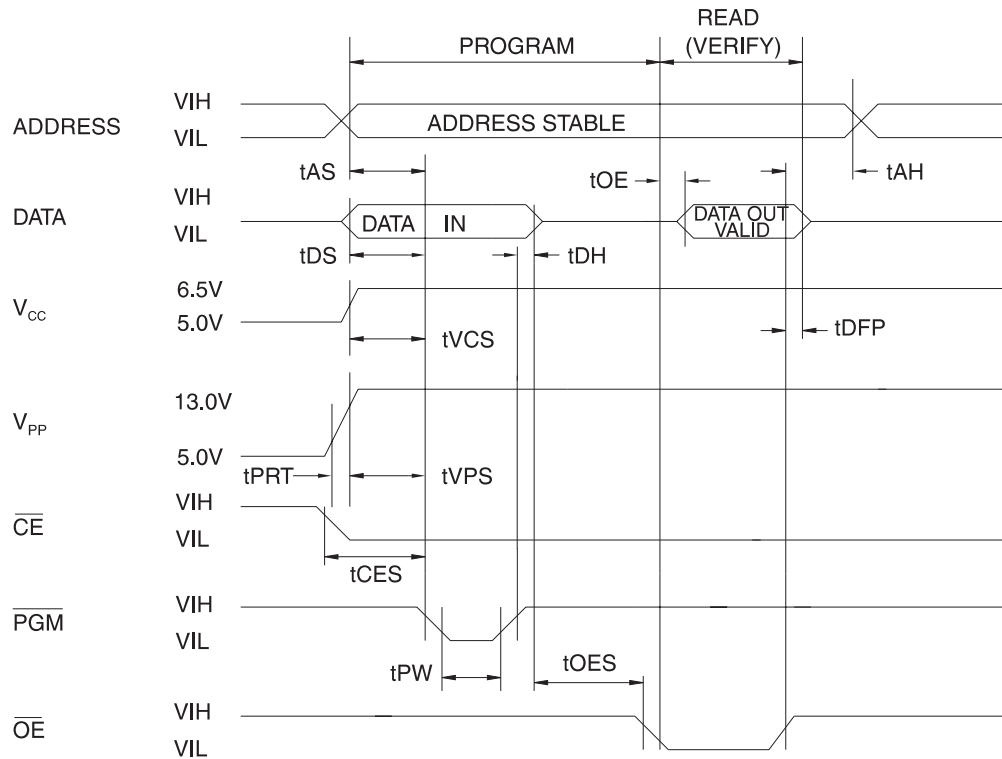 READ
PROGRAM (VERIFY)
ADDRESS VIH
VIL ADDRESS STABLE
tAS tOE tAH
DATA VIH
VIL DATA IN DATA OUT
VALID
tDS tDH
VCC 6.5V
5.0V
tVCS tDFP
VPP 13.0V
5.0V
tPRT tVPS
CE VIH
VIL
tCES
PGM VIH
VIL
tPW tOES
OE VIH
VIL